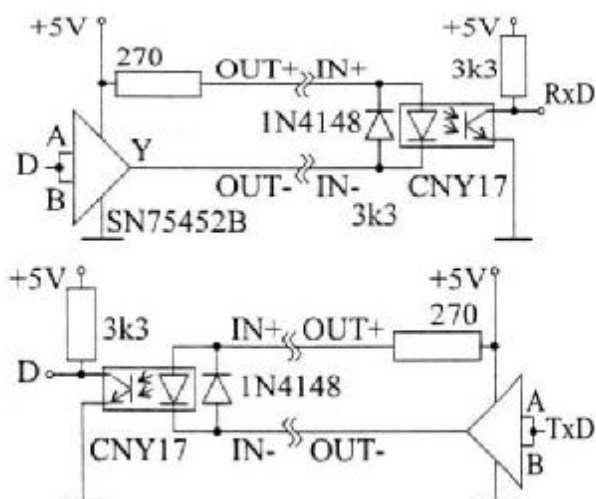 +5V +5V
270 OUT+ IN+ 3k3
1N4148 RxD
A Y
D
B OUT- IN- CNY17
SN75452B 3k3
+5V +5V
3k3 IN+ OUT+ 270
D 1N4148 A
TxD
CNY17 IN- OUT- B